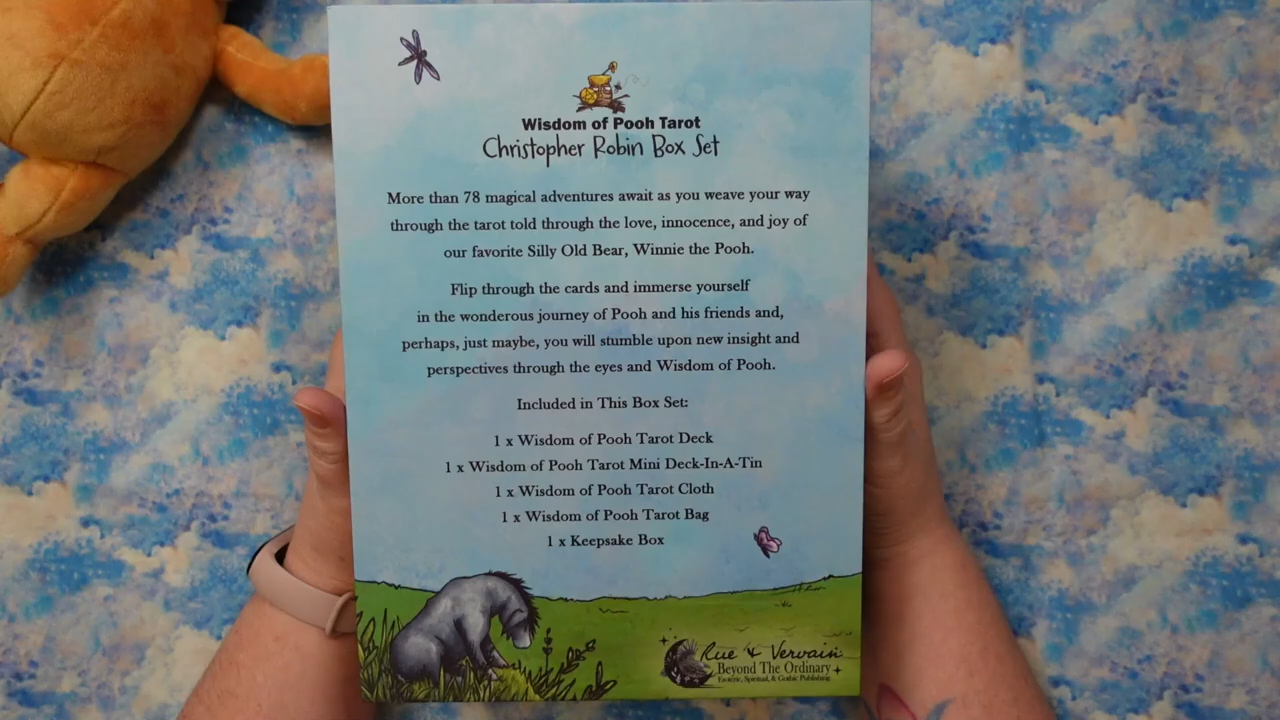 Wisdom of Pooh Tarot
Christopher Robin Box Set
More than 78 magical adventures await as you weave your way
through the tarot told through the love, innocence, and joy of
our favorite Silly Old Bear, Winnie the Pooh.
Flip through the cards and immerse yourself
in the wonderous journey of Pooh and his friends and,
perhaps, just maybe, you will stumble upon new insight and
perspectives through the eyes and Wisdom of Pooh.
Included in This Box Set:
1 x Wisdom of Pooh Tarot Deck
1 x Wisdom of Pooh Tarot Mini Deck-In-A-Tin
1 x Wisdom of Pooh Tarot Cloth
1 x Wisdom of Pooh Tarot Bag
1 x Keepsake Box
Rue & Vervain
Beyond The Ordinary
Esoteric, Spiritual, & Gothic Publishing